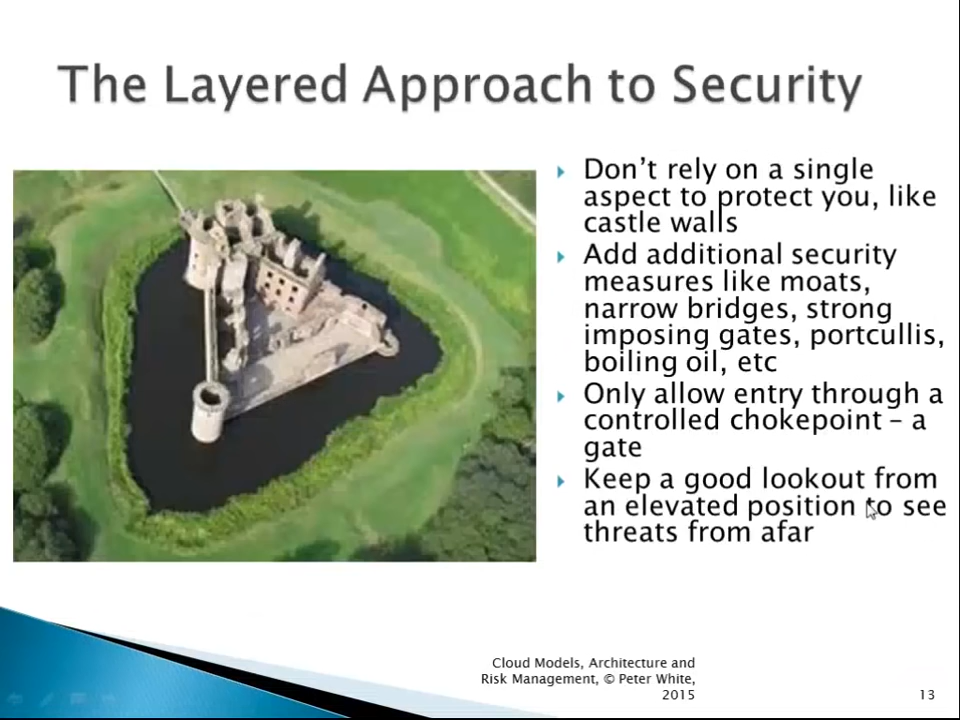 The Layered Approach to Security
Don't rely on a single
aspect to protect you, like
castle walls
Add additional security
measures like moats,
narrow bridges, strong
imposing gates, portcullis,
boiling oil, etc
Only allow entry through a
controlled chokepoint – a
gate
Keep a good lookout from
an elevated position to see
threats from afar
Cloud Models, Architecture and
Risk Management, © Peter White,
2015
13